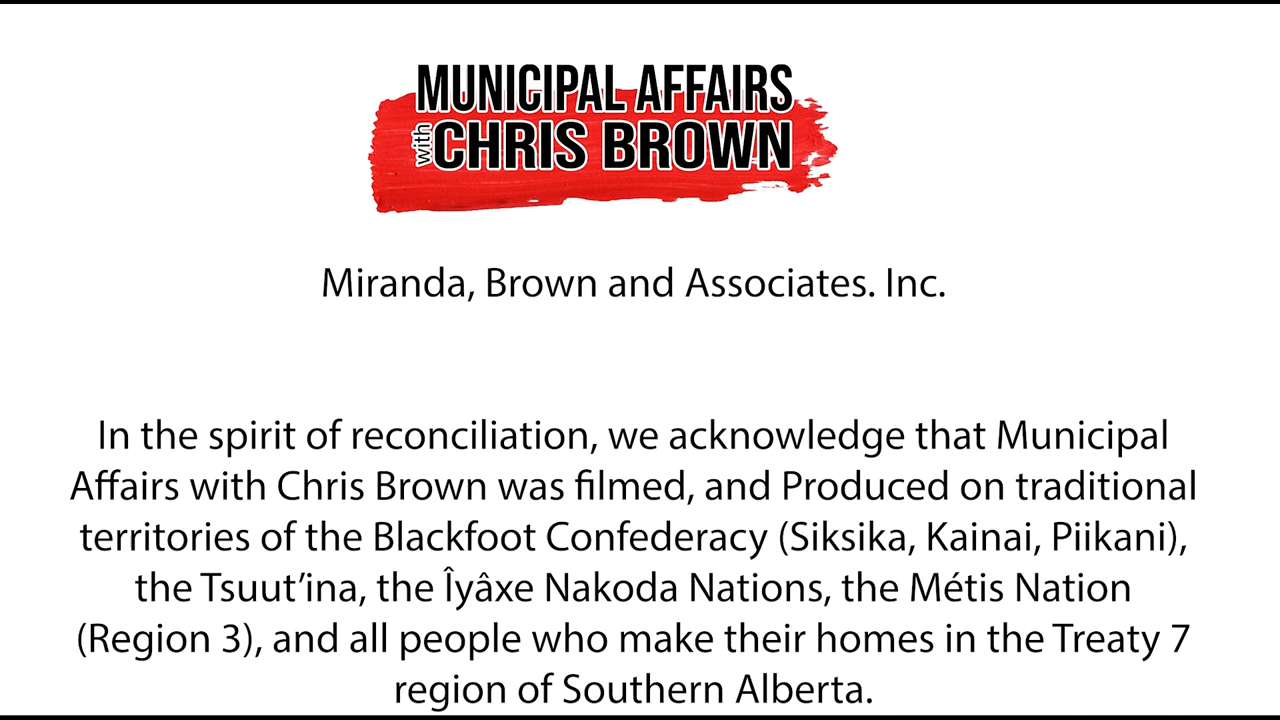 MUNICIPAL AFFAIRS
with CHRIS BROWN
Miranda, Brown and Associates. Inc.
In the spirit of reconciliation, we acknowledge that Municipal
Affairs with Chris Brown was filmed, and Produced on traditional
territories of the Blackfoot Confederacy (Siksika, Kainai, Piikani),
the Tsuut’ina, the Îyâxe Nakoda Nations, the Métis Nation
(Region 3), and all people who make their homes in the Treaty 7
region of Southern Alberta.